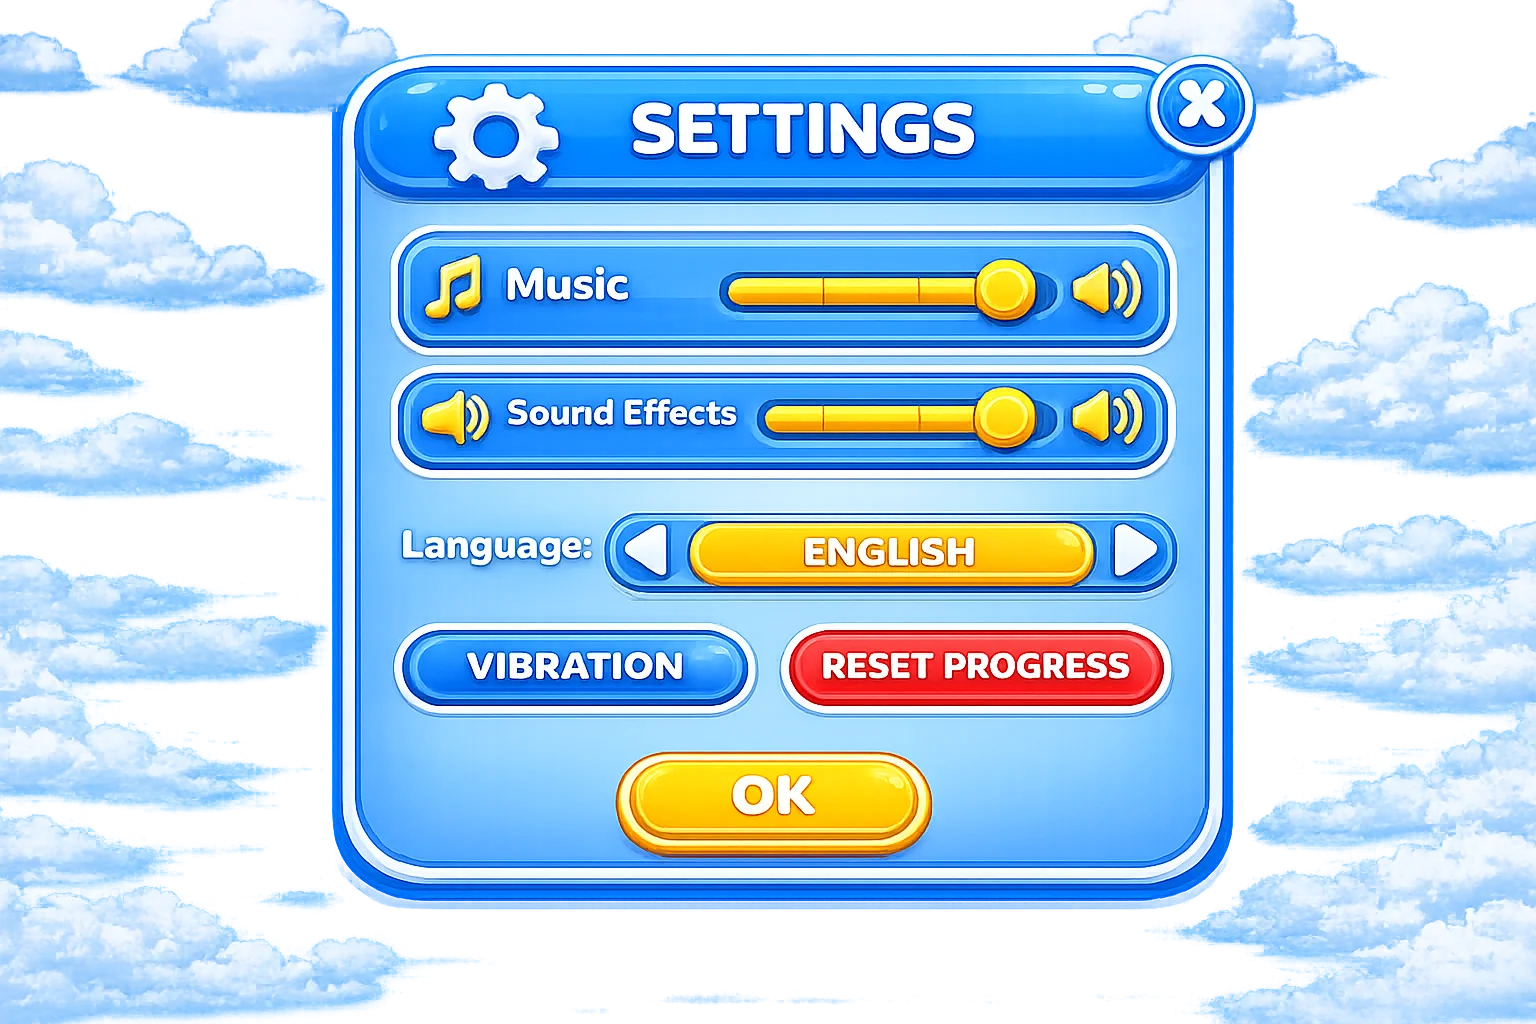 SETTINGS
Music
Sound Effects
Language:
ENGLISH
VIBRATION
RESET PROGRESS
OK